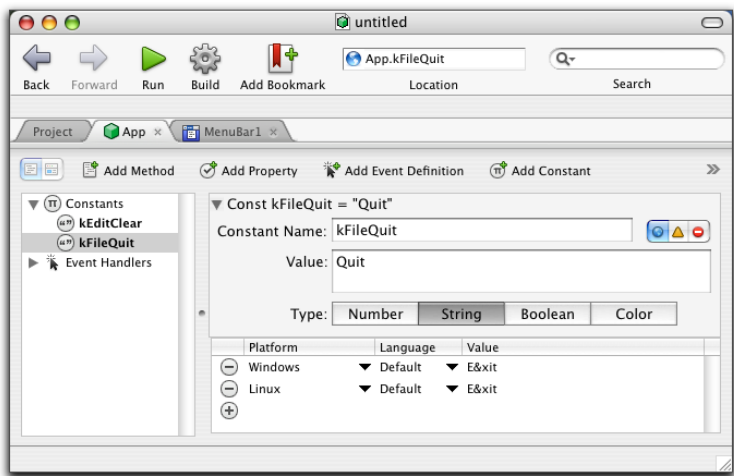 untitled
App.kFileQuit
Back Forward Run Build Add Bookmark Location Search
Project App MenuBar1
Add Method Add Property Add Event Definition Add Constant
Constants
kEditClear
kFileQuit
Event Handlers
Const kFileQuit = "Quit"
Constant Name: kFileQuit
Value: Quit
Type: Number String Boolean Color
Platform Language Value
Windows Default E&xit
Linux Default E&xit